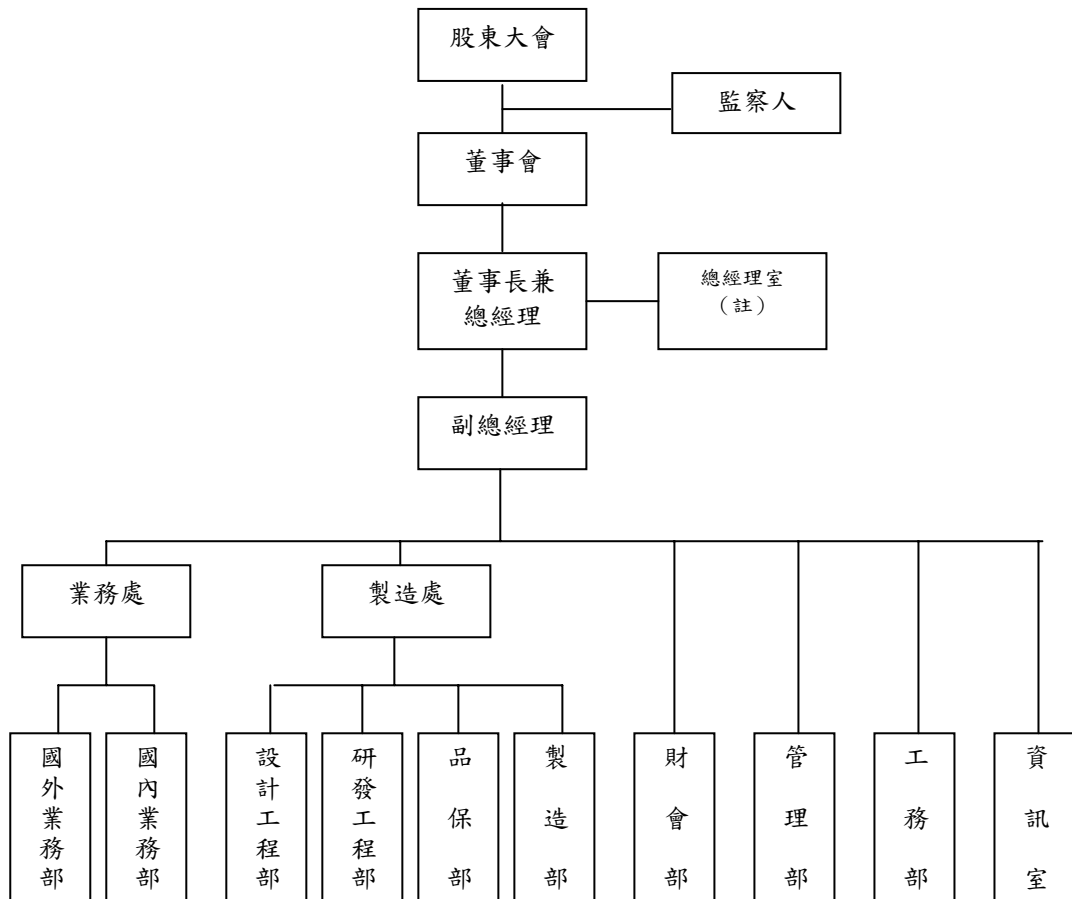 股東大會
監察人
董事會
董事長兼
總經理
總經理室
（註）
副總經理
業務處
製造處
國外業務部
國內業務部
設計工程部
研發工程部
品保部
製造部
財會部
管理部
工務部
資訊室